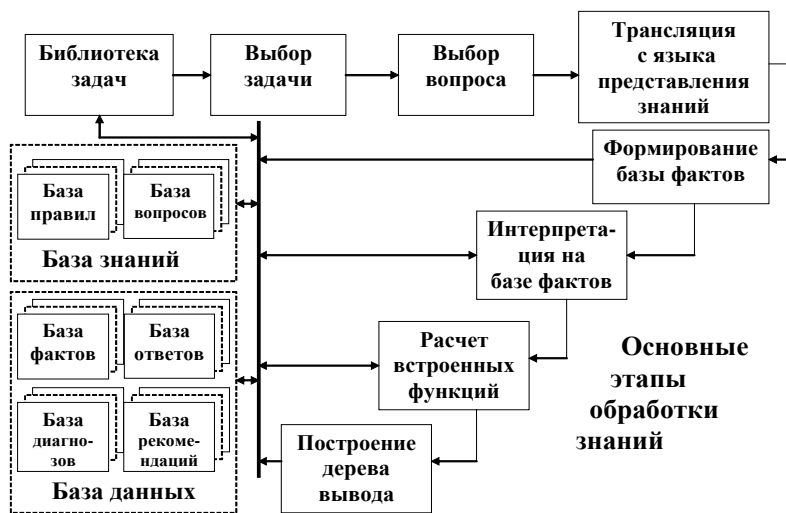 Библиотека
задач
Выбор
задачи
Выбор
вопроса
Трансляция
с языка
представления
знаний
Формирование
базы фактов
База
правил
База
вопросов
База знаний
Интерпрета-
ция на
базе фактов
База
фактов
База
ответов
База
диагно-
зов
База
рекоме-
ндаций
База данных
Расчет
встроенных
функций
Построение
дерева
вывода
Основные
этапы
обработки
знаний